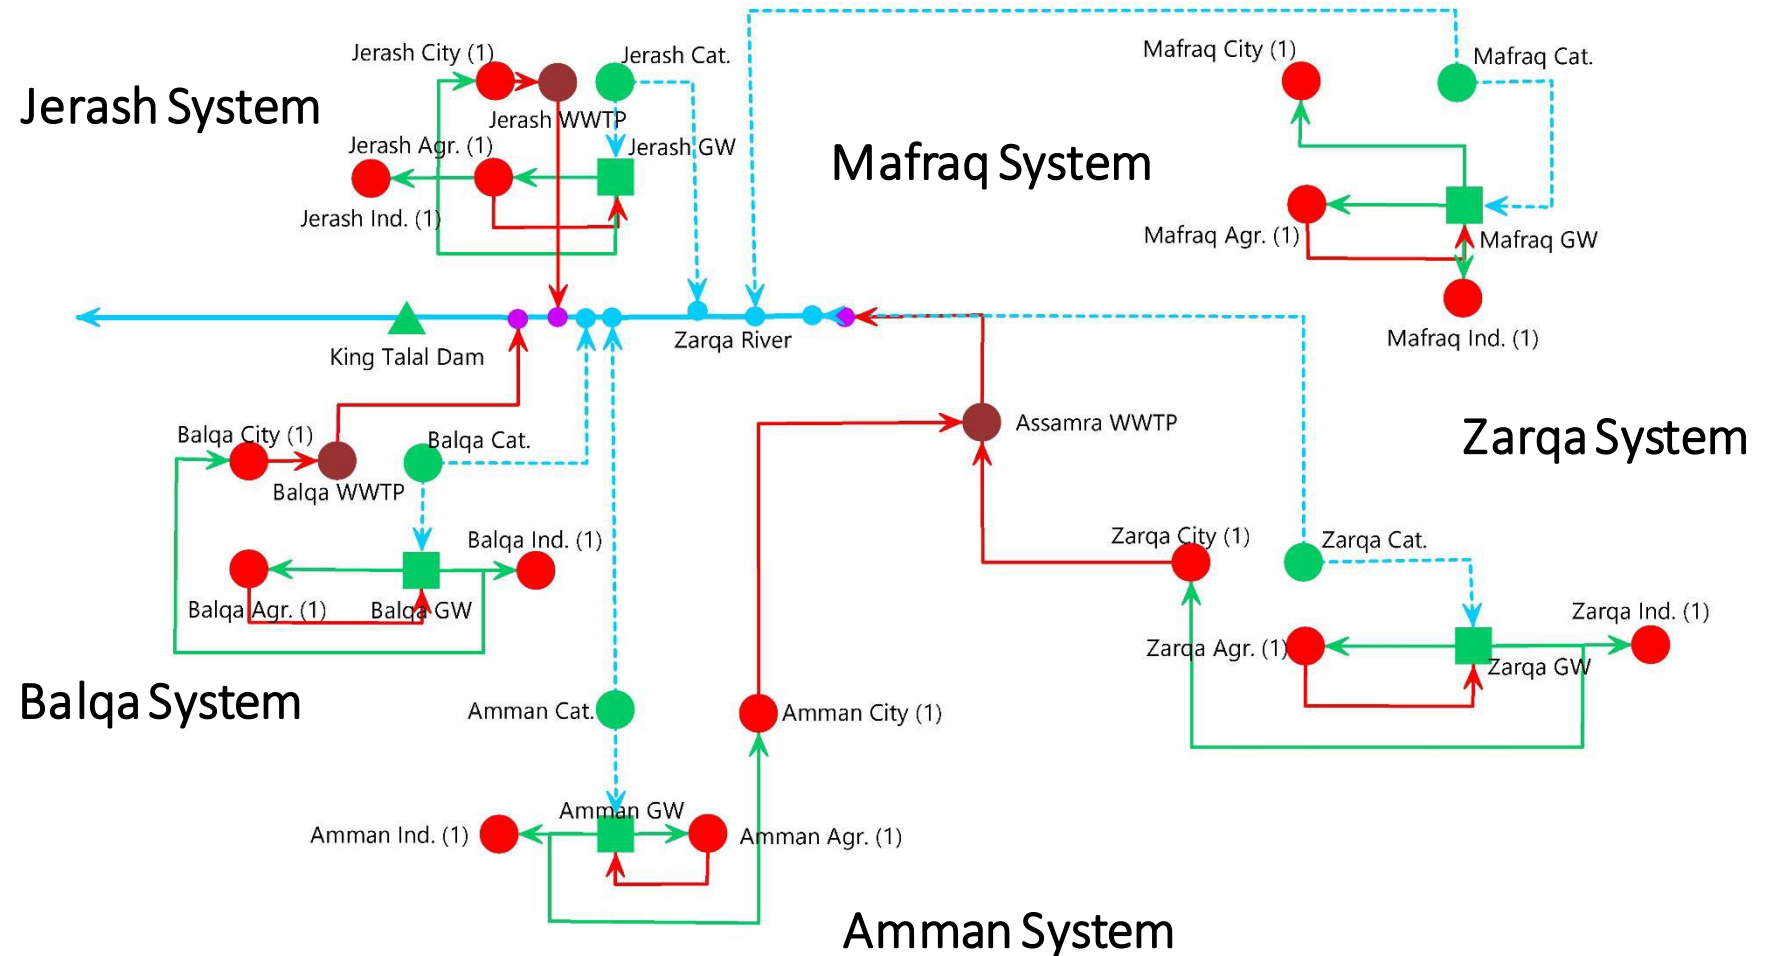 Jerash System
Jerash City (1)
Jerash Cat.
Jerash WWTP
Jerash Agr. (1)
Jerash GW
Jerash Ind. (1)
Mafraq System
Mafraq City (1)
Mafraq Cat.
Mafraq Agr. (1)
Mafraq GW
Mafraq Ind. (1)
King Talal Dam
Zarqa River
Balqa City (1)
Balqa Cat.
Balqa WWTP
Balqa Ind. (1)
Balqa Agr. (1)
Balqa GW
Balqa System
Assamra WWTP
Zarqa System
Zarqa City (1)
Zarqa Cat.
Zarqa Ind. (1)
Zarqa Agr. (1)
Zarqa GW
Amman Cat.
Amman City (1)
Amman GW
Amman Ind. (1)
Amman Agr. (1)
Amman System